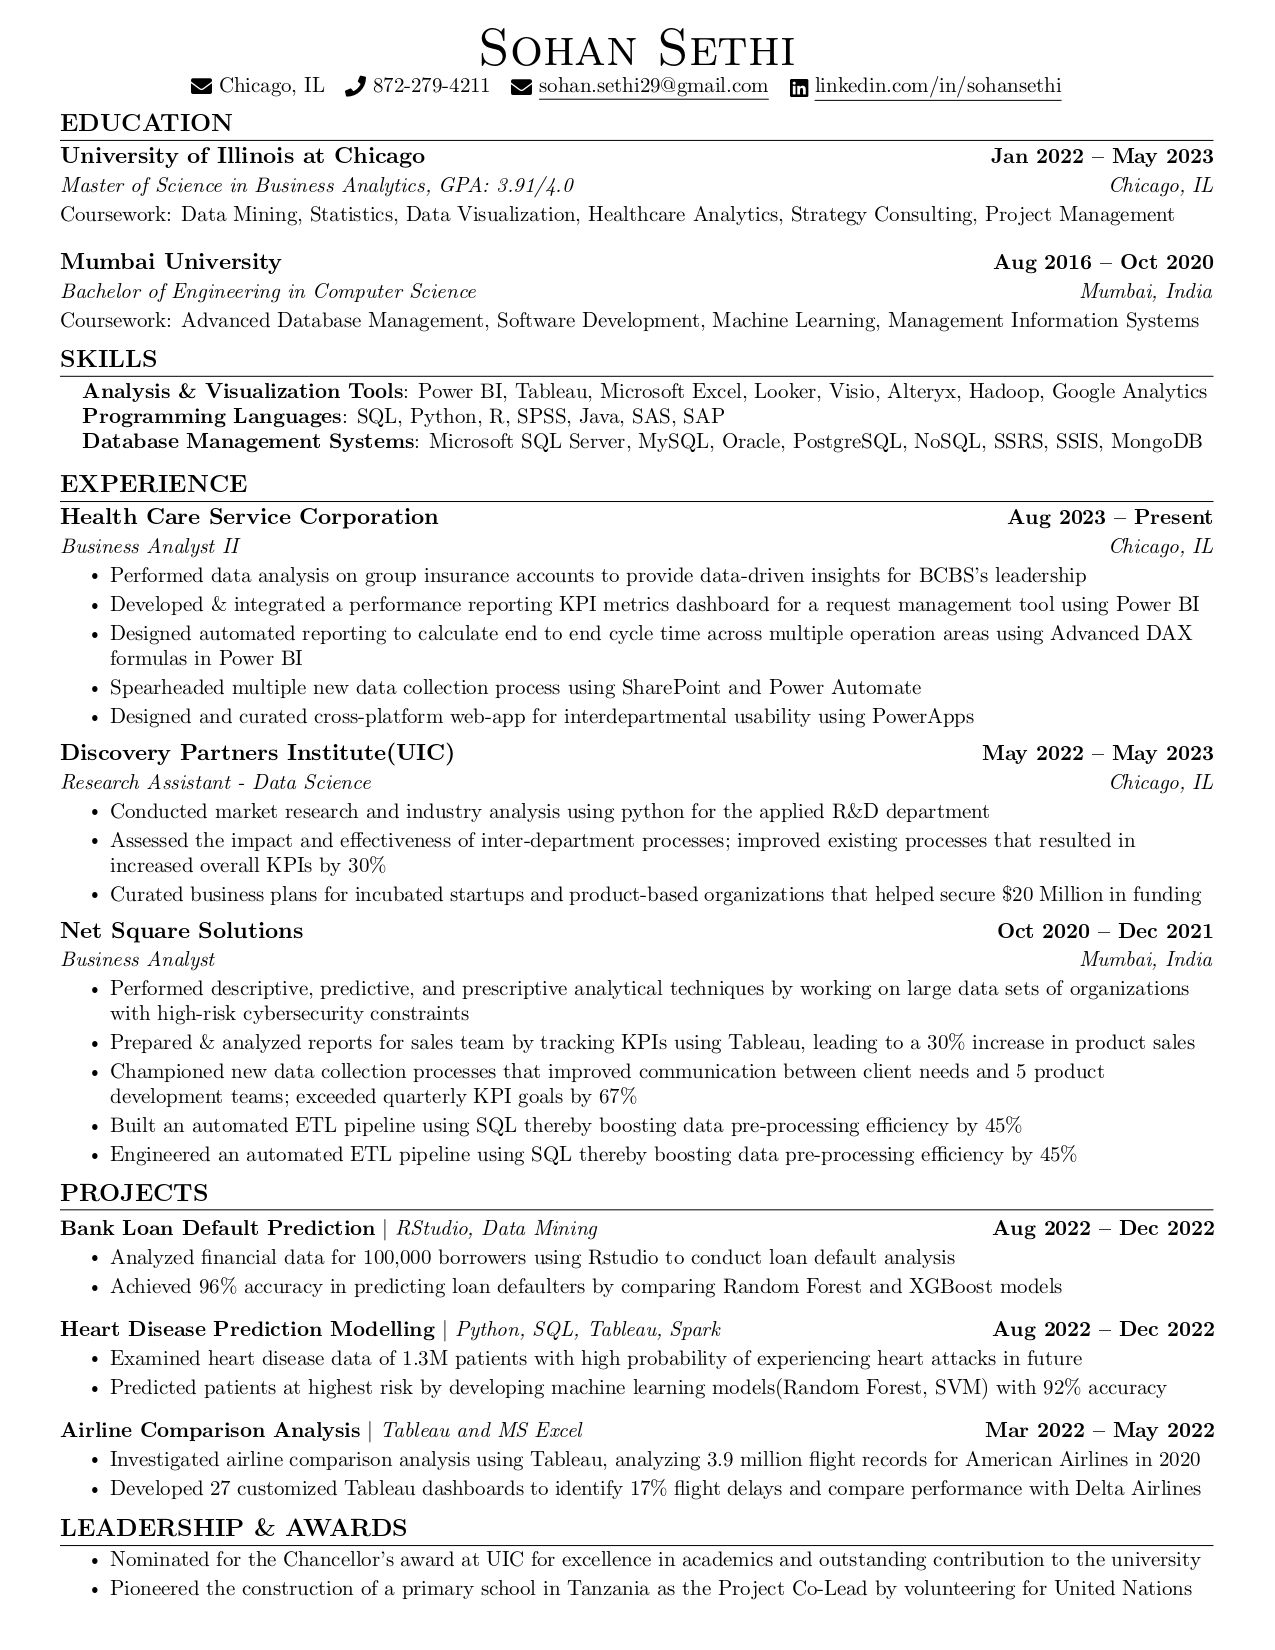 SOHAN SETHI
Chicago, IL 872-279-4211 sohan.sethi29@gmail.com linkedin.com/in/sohansethi
EDUCATION
University of Illinois at Chicago Jan 2022 – May 2023
Master of Science in Business Analytics, GPA: 3.91/4.0 Chicago, IL
Coursework: Data Mining, Statistics, Data Visualization, Healthcare Analytics, Strategy Consulting, Project Management
Mumbai University Aug 2016 – Oct 2020
Bachelor of Engineering in Computer Science Mumbai, India
Coursework: Advanced Database Management, Software Development, Machine Learning, Management Information Systems
SKILLS
Analysis & Visualization Tools: Power BI, Tableau, Microsoft Excel, Looker, Visio, Alteryx, Hadoop, Google Analytics
Programming Languages: SQL, Python, R, SPSS, Java, SAS, SAP
Database Management Systems: Microsoft SQL Server, MySQL, Oracle, PostgreSQL, NoSQL, SSRS, SSIS, MongoDB
EXPERIENCE
Health Care Service Corporation Aug 2023 – Present
Business Analyst II Chicago, IL
• Performed data analysis on group insurance accounts to provide data-driven insights for BCBS's leadership
• Developed & integrated a performance reporting KPI metrics dashboard for a request management tool using Power BI
• Designed automated reporting to calculate end to end cycle time across multiple operation areas using Advanced DAX
formulas in Power BI
• Spearheaded multiple new data collection process using SharePoint and Power Automate
• Designed and curated cross-platform web-app for interdepartmental usability using PowerApps
Discovery Partners Institute(UIC) May 2022 – May 2023
Research Assistant - Data Science Chicago, IL
• Conducted market research and industry analysis using python for the applied R&D department
• Assessed the impact and effectiveness of inter-department processes; improved existing processes that resulted in
increased overall KPIs by 30%
• Curated business plans for incubated startups and product-based organizations that helped secure $20 Million in funding
Net Square Solutions Oct 2020 – Dec 2021
Business Analyst Mumbai, India
• Performed descriptive, predictive, and prescriptive analytical techniques by working on large data sets of organizations
with high-risk cybersecurity constraints
• Prepared & analyzed reports for sales team by tracking KPIs using Tableau, leading to a 30% increase in product sales
• Championed new data collection processes that improved communication between client needs and 5 product
development teams; exceeded quarterly KPI goals by 67%
• Built an automated ETL pipeline using SQL thereby boosting data pre-processing efficiency by 45%
• Engineered an automated ETL pipeline using SQL thereby boosting data pre-processing efficiency by 45%
PROJECTS
Bank Loan Default Prediction | RStudio, Data Mining Aug 2022 – Dec 2022
• Analyzed financial data for 100,000 borrowers using Rstudio to conduct loan default analysis
• Achieved 96% accuracy in predicting loan defaulters by comparing Random Forest and XGBoost models
Heart Disease Prediction Modelling | Python, SQL, Tableau, Spark Aug 2022 – Dec 2022
• Examined heart disease data of 1.3M patients with high probability of experiencing heart attacks in future
• Predicted patients at highest risk by developing machine learning models(Random Forest, SVM) with 92% accuracy
Airline Comparison Analysis | Tableau and MS Excel Mar 2022 – May 2022
• Investigated airline comparison analysis using Tableau, analyzing 3.9 million flight records for American Airlines in 2020
• Developed 27 customized Tableau dashboards to identify 17% flight delays and compare performance with Delta Airlines
LEADERSHIP & AWARDS
• Nominated for the Chancellor's award at UIC for excellence in academics and outstanding contribution to the university
• Pioneered the construction of a primary school in Tanzania as the Project Co-Lead by volunteering for United Nations